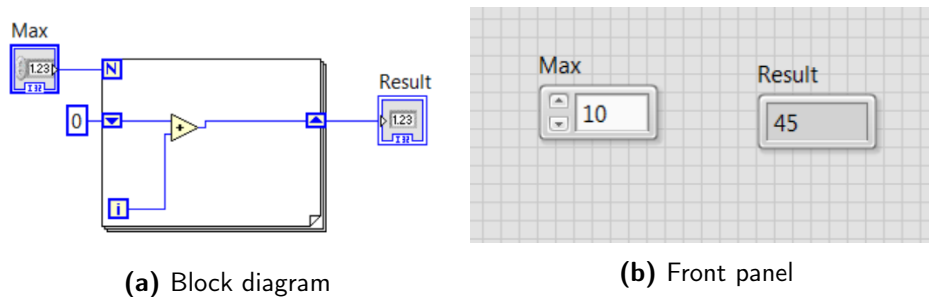 Max
1.23
I32
N
0
i
+
Result
1.23
I32
Max
10
Result
45
(a) Block diagram
(b) Front panel